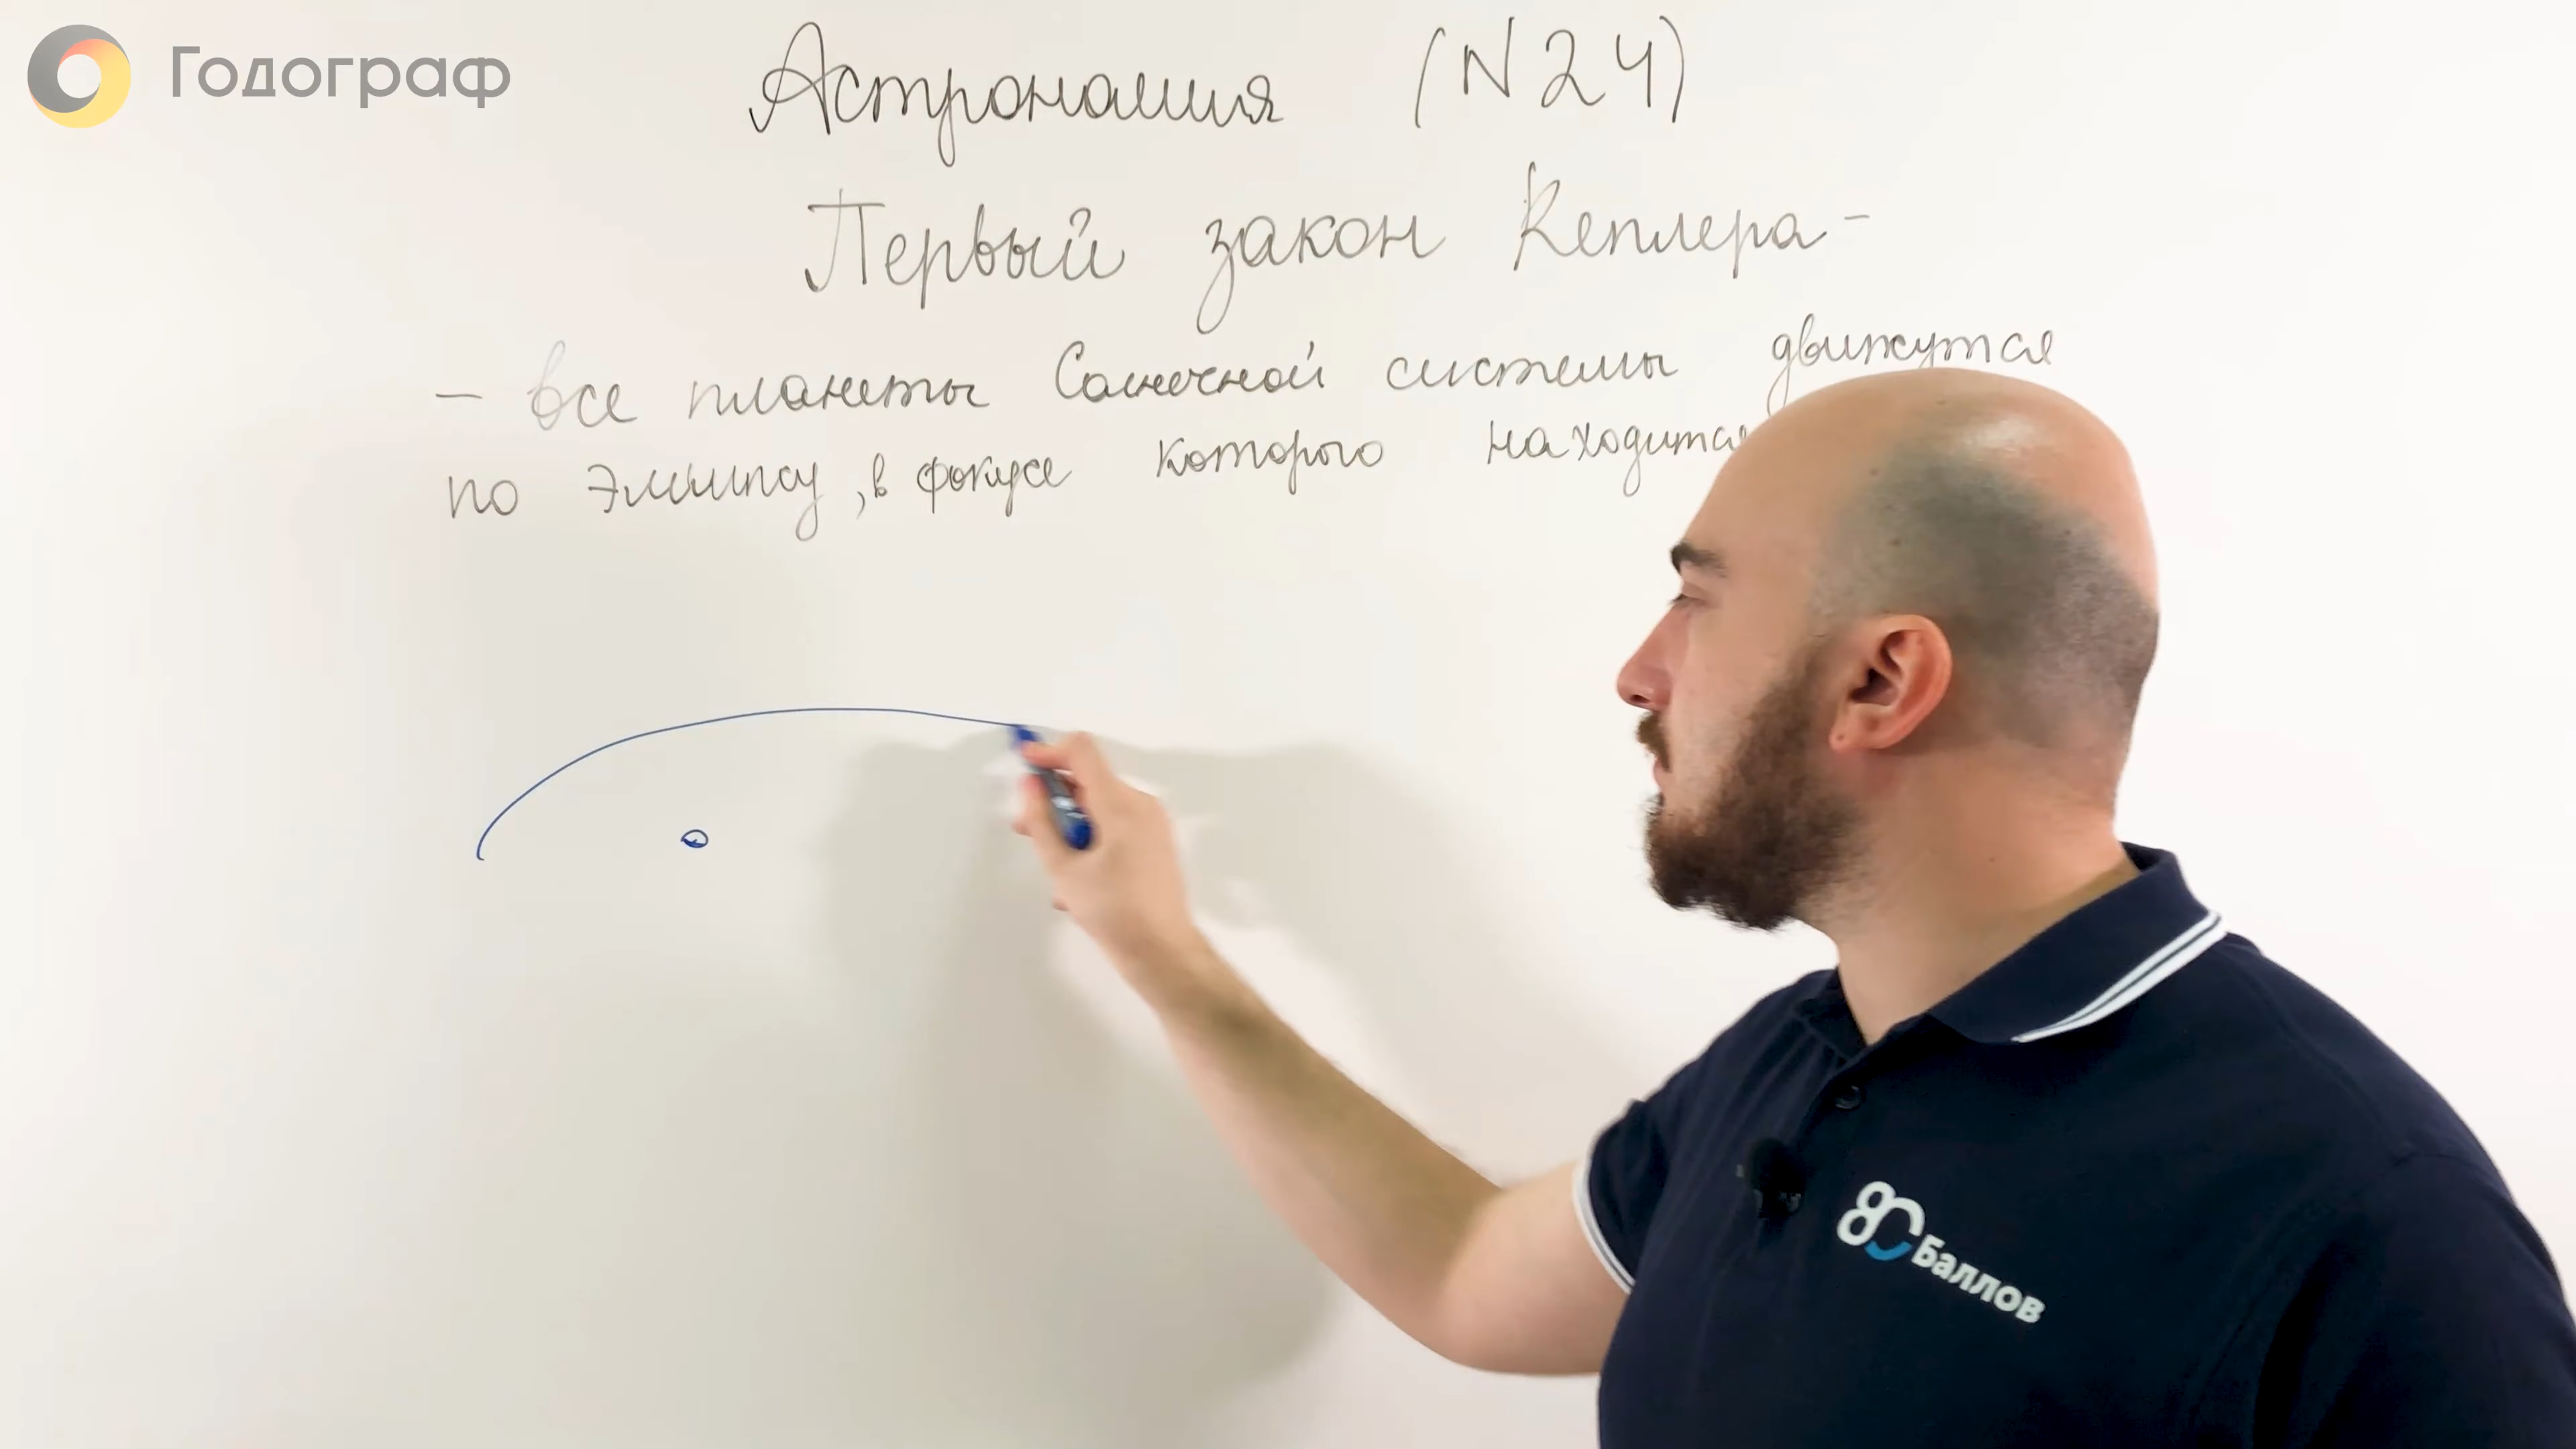 Годограф
Астрономия (N24)
Первый закон Кеплера -
- все планеты Солнечной системы движутся
по эллипсу, в фокусе которого находится
80 Баллов